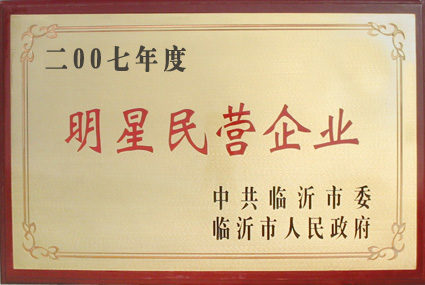 二00七年度
明星民营企业
中共临沂市委
临沂市人民政府